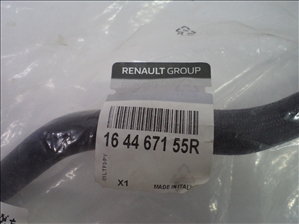 RENAULT GROUP
16 44 671 55R
X1
MADE IN ITALY